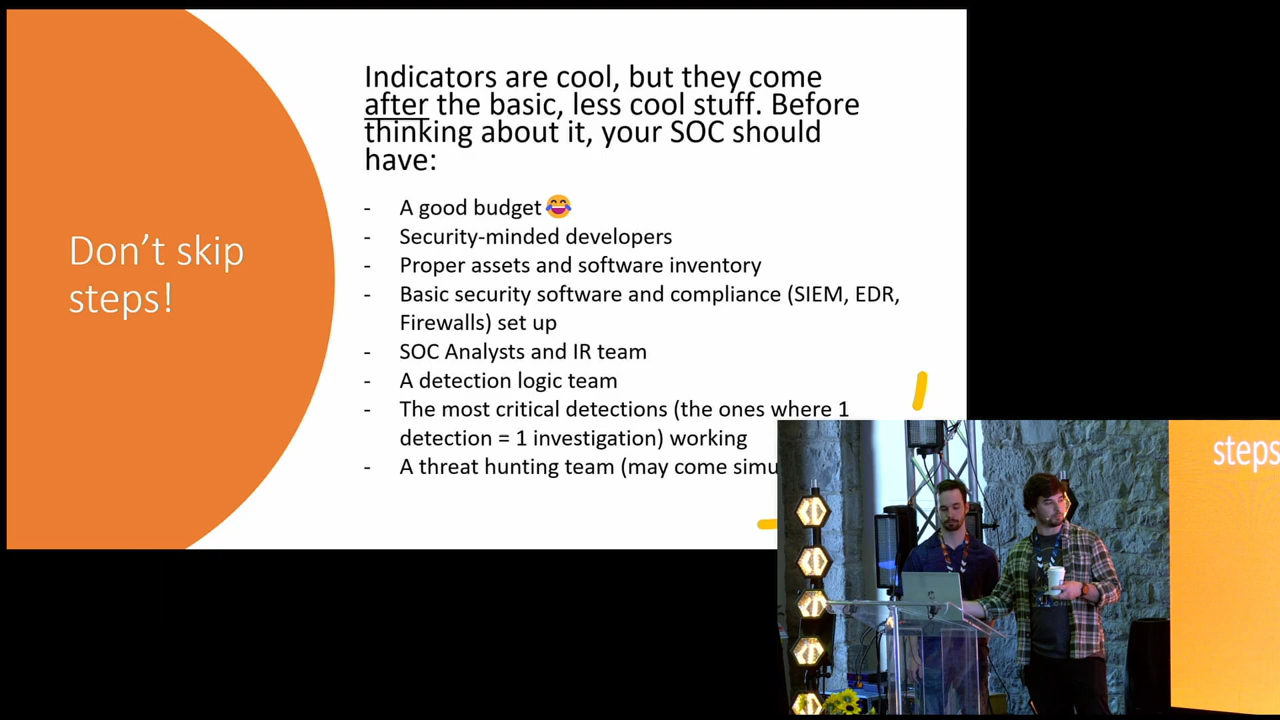 Don't skip
steps!
Indicators are cool, but they come
after the basic, less cool stuff. Before
thinking about it, your SOC should
have:
- A good budget😂
- Security-minded developers
- Proper assets and software inventory
- Basic security software and compliance (SIEM, EDR,
Firewalls) set up
- SOC Analysts and IR team
- A detection logic team
- The most critical detections (the ones where 1
detection = 1 investigation) working
- A threat hunting team (may come simu
steps